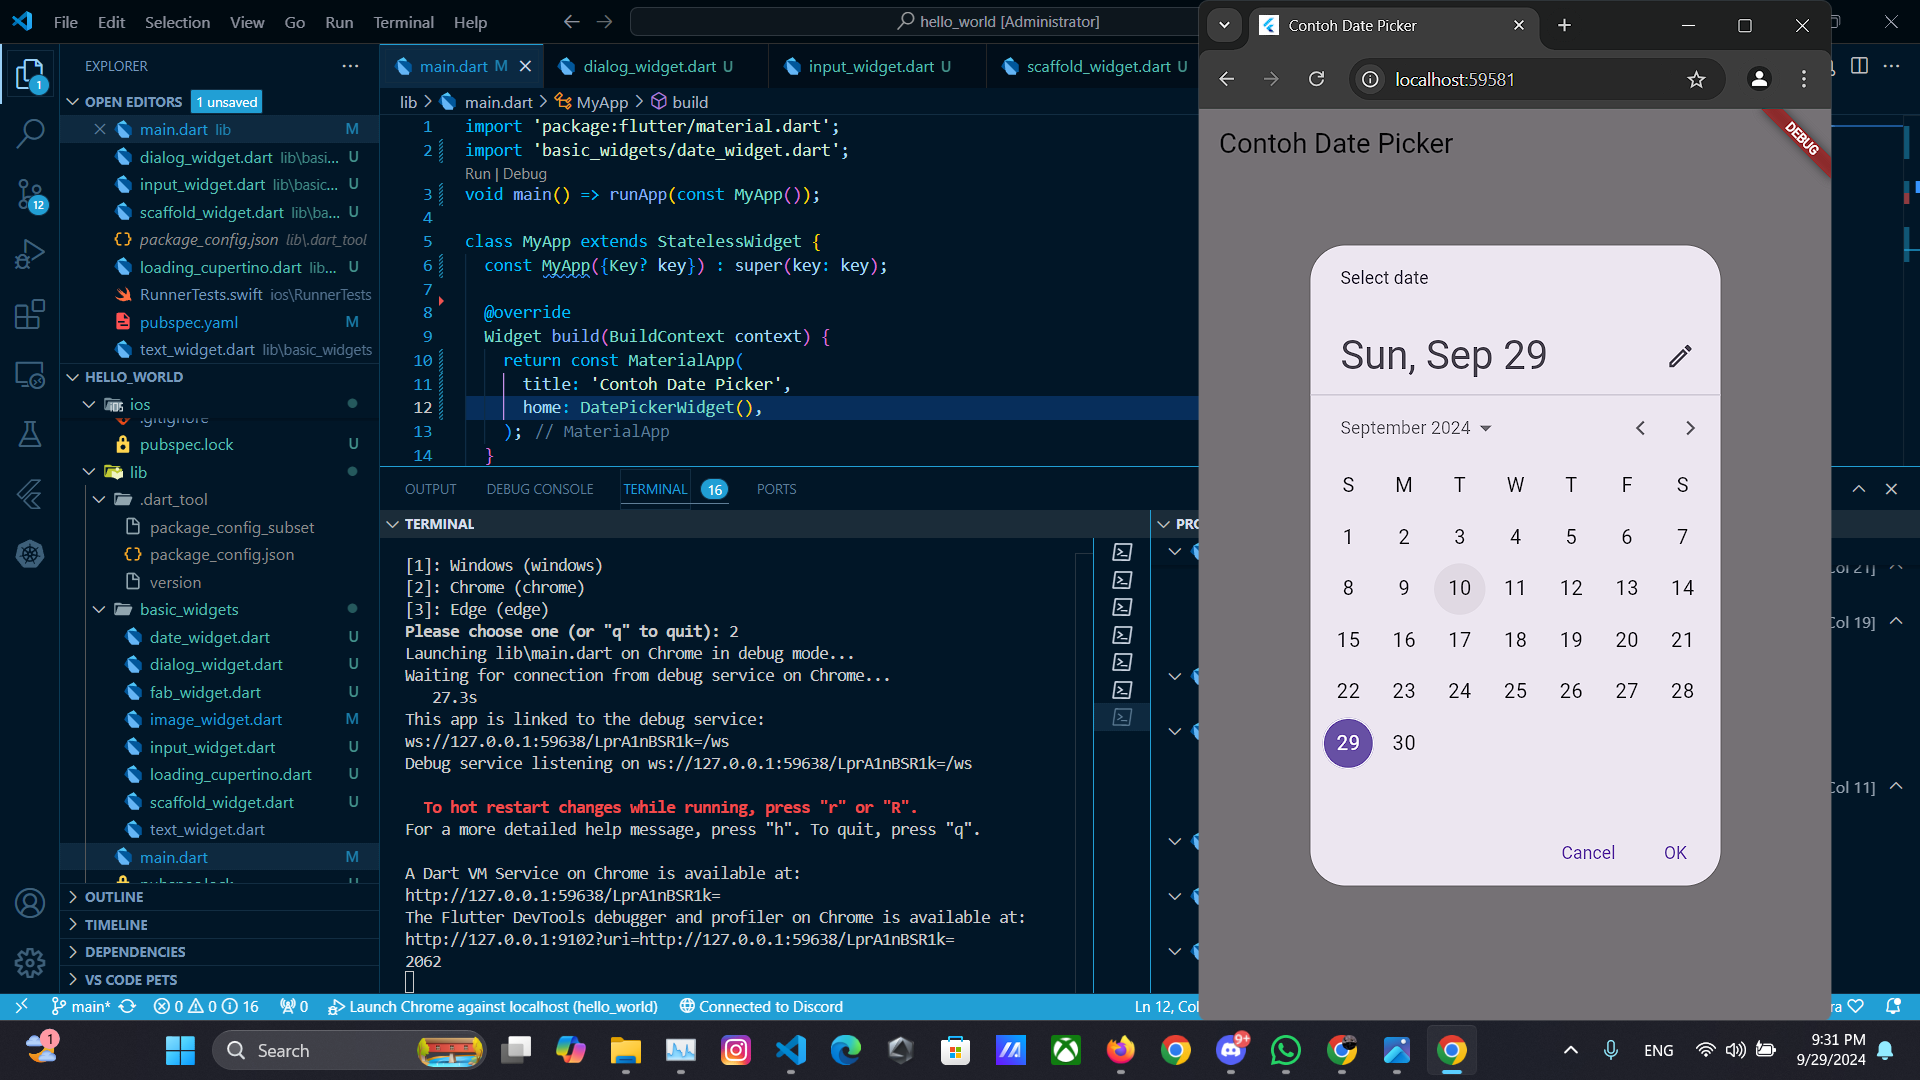 File Edit Selection View Go Run Terminal Help
hello_world [Administrator]
EXPLORER
OPEN EDITORS 1 unsaved
main.dart lib M
dialog_widget.dart lib\basi... U
input_widget.dart lib\basic... U
scaffold_widget.dart lib\ba... U
package_config.json lib\.dart_tool
loading_cupertino.dart lib... U
RunnerTests.swift ios\RunnerTests
pubspec.yaml M
text_widget.dart lib\basic_widgets
HELLO_WORLD
ios
.gitignore
pubspec.lock U
lib
.dart_tool
package_config_subset
package_config.json
version
basic_widgets
date_widget.dart U
dialog_widget.dart U
fab_widget.dart U
image_widget.dart M
input_widget.dart U
loading_cupertino.dart U
scaffold_widget.dart U
text_widget.dart
main.dart M
pubspec.lock U
OUTLINE
TIMELINE
DEPENDENCIES
VS CODE PETS
1
12
main.dart M
dialog_widget.dart U
input_widget.dart U
scaffold_widget.dart U
lib > main.dart > MyApp > build
1 import 'package:flutter/material.dart';
2 import 'basic_widgets/date_widget.dart';
Run | Debug
3 void main() => runApp(const MyApp());
4
5 class MyApp extends StatelessWidget {
6 const MyApp({Key? key}) : super(key: key);
7
8 @override
9 Widget build(BuildContext context) {
10 return const MaterialApp(
11 title: 'Contoh Date Picker',
12 home: DatePickerWidget(),
13 ); // MaterialApp
14 }
OUTPUT DEBUG CONSOLE TERMINAL 16 PORTS
TERMINAL
[1]: Windows (windows)
[2]: Chrome (chrome)
[3]: Edge (edge)
Please choose one (or "q" to quit): 2
Launching lib\main.dart on Chrome in debug mode...
Waiting for connection from debug service on Chrome...
27.3s
This app is linked to the debug service:
ws://127.0.0.1:59638/LprA1nBSR1k=/ws
Debug service listening on ws://127.0.0.1:59638/LprA1nBSR1k=/ws
To hot restart changes while running, press "r" or "R".
For a more detailed help message, press "h". To quit, press "q".
A Dart VM Service on Chrome is available at:
http://127.0.0.1:59638/LprA1nBSR1k=
The Flutter DevTools debugger and profiler on Chrome is available at:
http://127.0.0.1:9102?uri=http://127.0.0.1:59638/LprA1nBSR1k=
2062
PRO
Col 21]
Col 19]
Col 11]
Contoh Date Picker
localhost:59581
Contoh Date Picker
DEBUG
Select date
Sun, Sep 29
September 2024
S M T W T F S
1 2 3 4 5 6 7
8 9 10 11 12 13 14
15 16 17 18 19 20 21
22 23 24 25 26 27 28
29 30
Cancel OK
main* 0 0 16 0 Launch Chrome against localhost (hello_world) Connected to Discord Ln 12, Col
ra
1
Search
9+
ENG
9:31 PM
9/29/2024